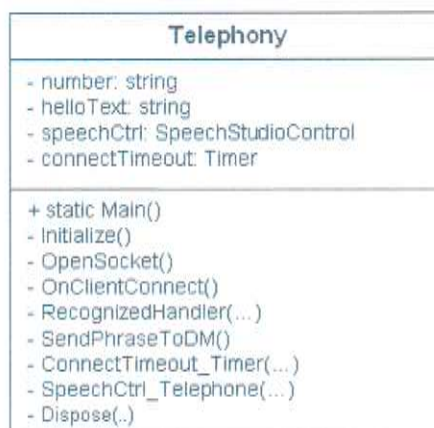 Telephony
- number: string
- helloText: string
- speechCtrl: SpeechStudioControl
- connectTimeout: Timer
+ static Main()
- Initialize()
- OpenSocket()
- OnClientConnect()
- RecognizedHandler(...)
- SendPhraseToDM()
- ConnectTimeout_Timer(...)
- SpeechCtrl_Telephone(...)
- Dispose(..)